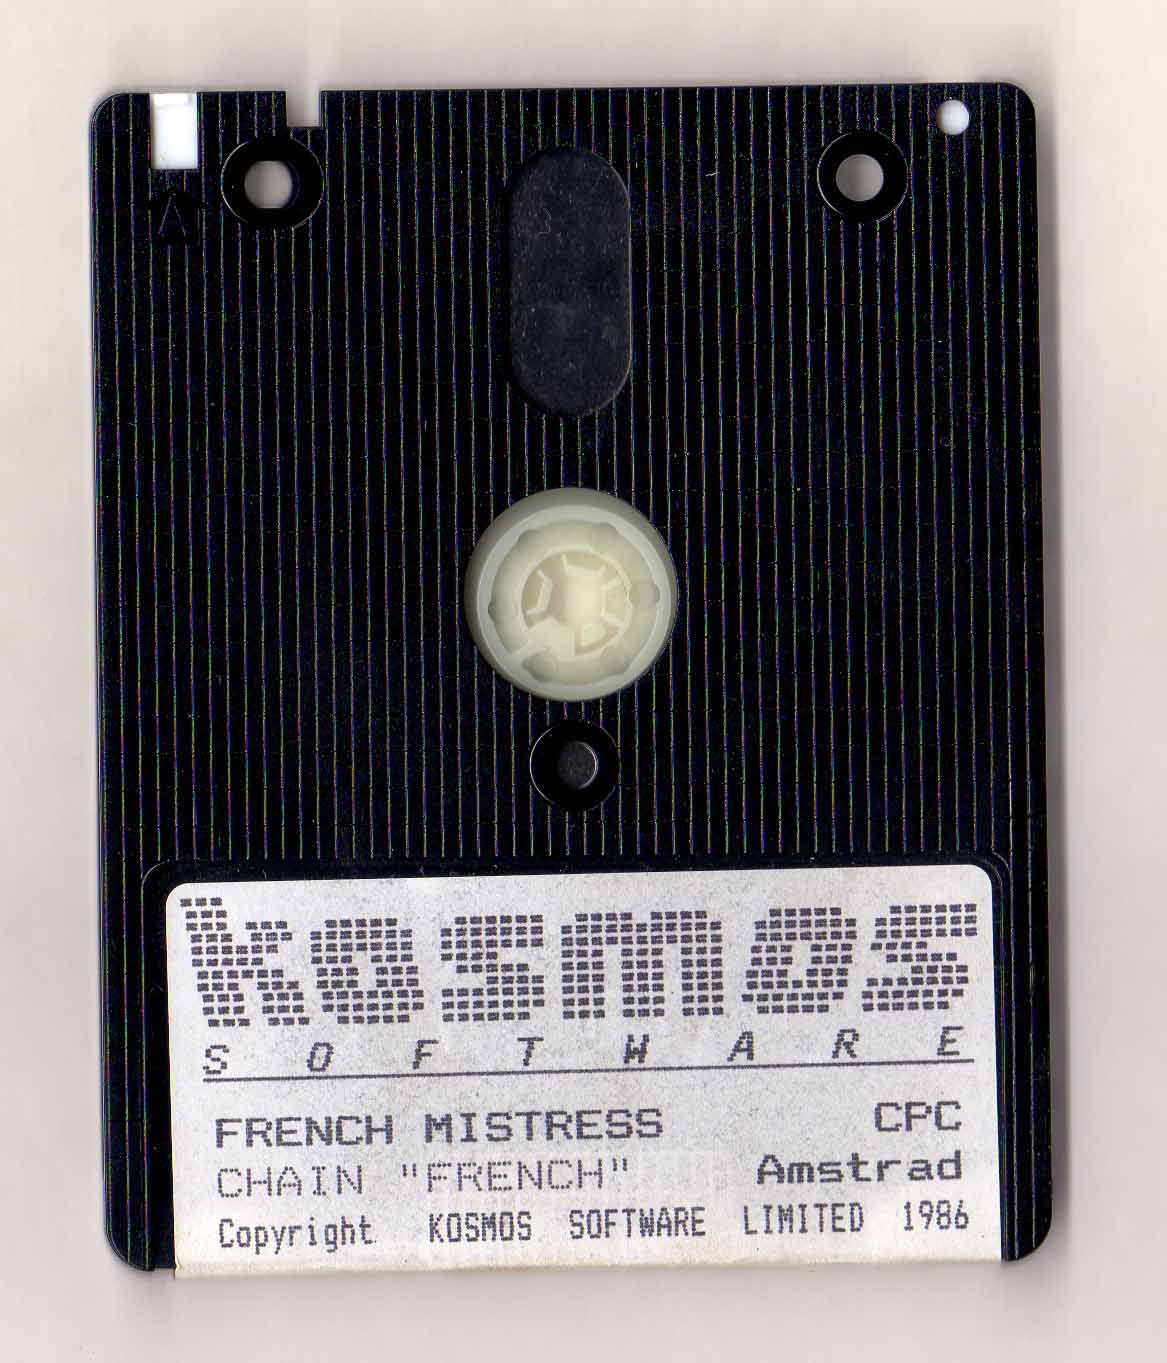 A
kosmos
SOFTWARE
FRENCH MISTRESS CPC
CHAIN "FRENCH" Amstrad
Copyright KOSMOS SOFTWARE LIMITED 1986